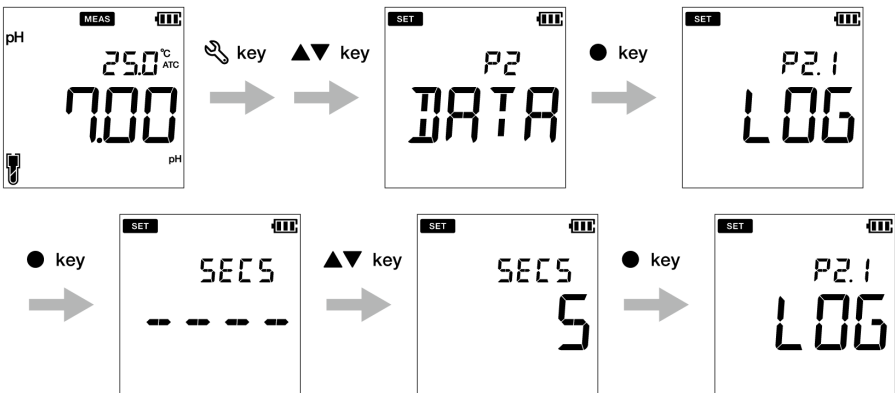 MEAS
pH
25.0 °C
ATC
7.00
pH
key
▲▼ key
SET
P2
DATA
● key
SET
P2.1
LOG
● key
SET
SECS
----
▲▼ key
SET
SECS
5
● key
SET
P2.1
LOG